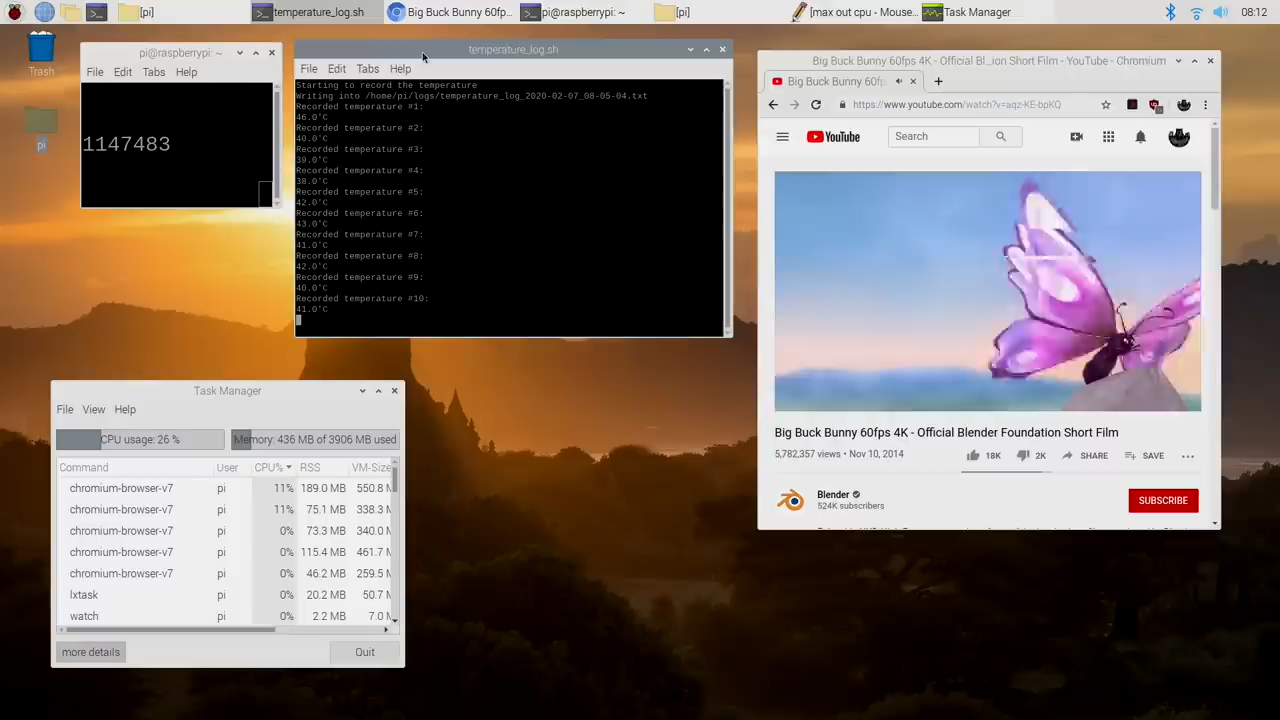 [pi]
temperature_log.sh
Big Buck Bunny 60fp...
pi@raspberrypi: ~
[pi]
[max out cpu - Mouse...
Task Manager
08:12
Trash
pi
pi@raspberrypi: ~
File Edit Tabs Help
1147483
temperature_log.sh
File Edit Tabs Help
Starting to record the temperature
Writing into /home/pi/logs/temperature_log_2020-02-07_08-05-04.txt
Recorded temperature #1:
46.0'C
Recorded temperature #2:
40.0'C
Recorded temperature #3:
39.0'C
Recorded temperature #4:
38.0'C
Recorded temperature #5:
42.0'C
Recorded temperature #6:
43.0'C
Recorded temperature #7:
41.0'C
Recorded temperature #8:
42.0'C
Recorded temperature #9:
40.0'C
Recorded temperature #10:
41.0'C
Big Buck Bunny 60fps 4K - Official Bl...ion Short Film - YouTube - Chromium
Big Buck Bunny 60fp
https://www.youtube.com/watch?v=aqz-KE-bpKQ
YouTube
Search
Big Buck Bunny 60fps 4K - Official Blender Foundation Short Film
5,782,357 views • Nov 10, 2014
18K 2K SHARE SAVE
Blender
524K subscribers
SUBSCRIBE
Task Manager
File View Help
CPU usage: 26 % Memory: 436 MB of 3906 MB used
Command User CPU% RSS VM-Size
chromium-browser-v7 pi 11% 189.0 MB 550.8
chromium-browser-v7 pi 11% 75.1 MB 338.3
chromium-browser-v7 pi 0% 73.3 MB 340.0
chromium-browser-v7 pi 0% 115.4 MB 461.7
chromium-browser-v7 pi 0% 46.2 MB 259.5
lxtask pi 0% 20.2 MB 50.7
watch pi 0% 2.2 MB 7.0
more details Quit